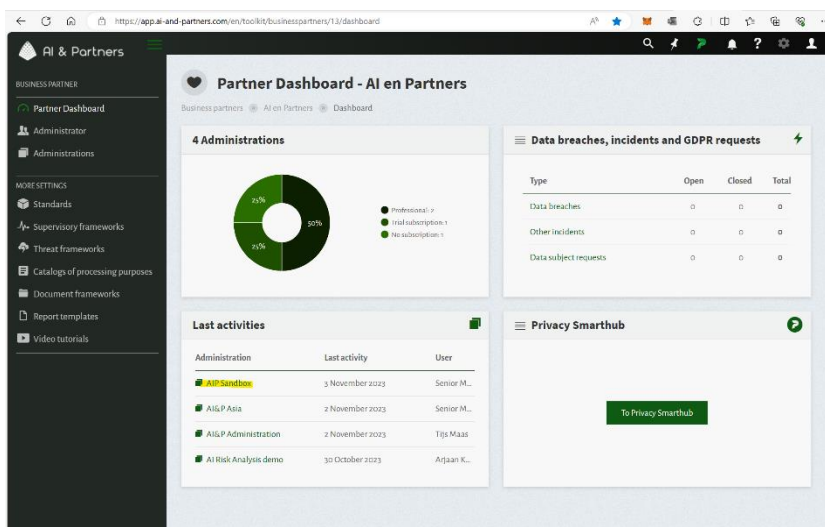 https://app.ai-and-partners.com/en/toolkit/businesspartners/13/dashboard
AI & Partners
BUSINESS PARTNER
Partner Dashboard
Administrator
Administrations
MORE SETTINGS
Standards
Supervisory frameworks
Threat frameworks
Catalogs of processing purposes
Document frameworks
Report templates
Video tutorials
Partner Dashboard - AI en Partners
Business partners AI en Partners Dashboard
4 Administrations
25%
50%
25%
Professional: 2
Trial subscription: 1
No subscription: 1
Data breaches, incidents and GDPR requests
Type Open Closed Total
Data breaches 0 0 0
Other incidents 0 0 0
Data subject requests 0 0 0
Last activities
Administration Last activity User
AIP Sandbox 3 November 2023 Senior M...
AI&P Asia 2 November 2023 Senior M...
AI&P Administration 2 November 2023 Tijs Maas
AI Risk Analysis demo 30 October 2023 Arjaan K...
Privacy Smarthub
To Privacy Smarthub